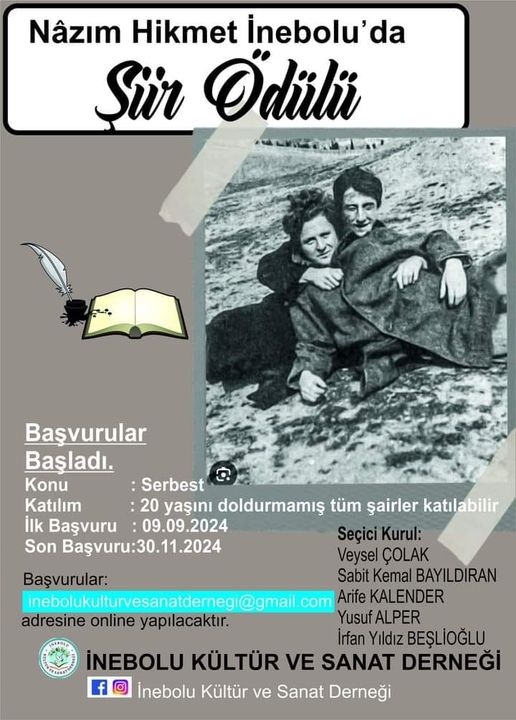 Nâzım Hikmet İnebolu’da
Şiir Ödülü
Başvurular
Başladı.
Konu : Serbest
Katılım : 20 yaşını doldurmamış tüm şairler katılabilir
İlk Başvuru : 09.09.2024
Son Başvuru:30.11.2024
Başvurular:
inebolukulturvesanatdernegi@gmail.com
adresine online yapılacaktır.
Seçici Kurul:
Veysel ÇOLAK
Sabit Kemal BAYILDIRAN
Arife KALENDER
Yusuf ALPER
İrfan Yıldız BEŞLİOĞLU
İNEBOLU KÜLTÜR VE SANAT DERNEĞİ
İnebolu Kültür ve Sanat Derneği